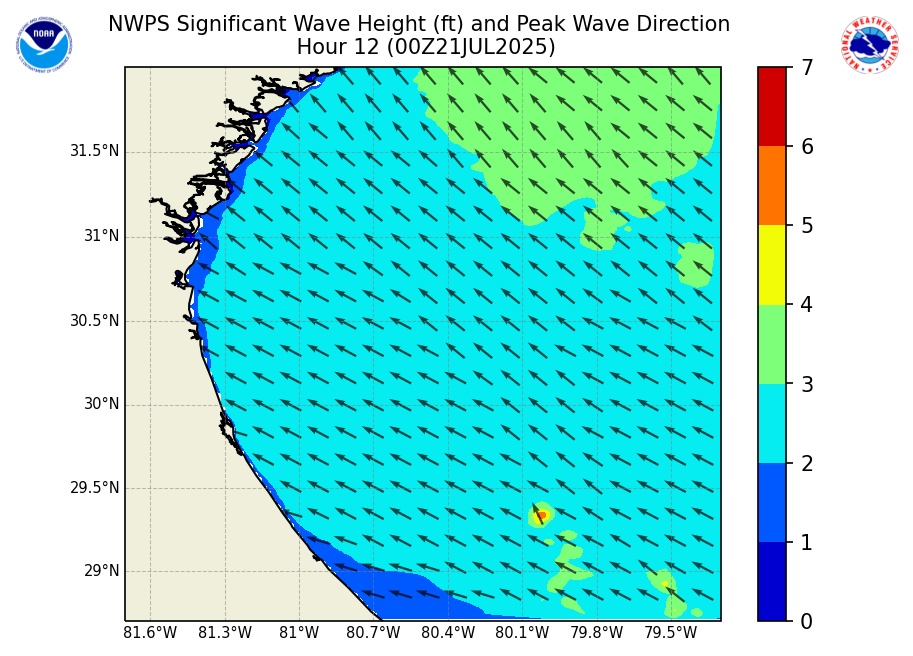 NWPS Significant Wave Height (ft) and Peak Wave Direction
Hour 12 (00Z21JUL2025)
NOAA
NATIONAL WEATHER SERVICE
31.5°N
31°N
30.5°N
30°N
29.5°N
29°N
81.6°W 81.3°W 81°W 80.7°W 80.4°W 80.1°W 79.8°W 79.5°W
7
6
5
4
3
2
1
0